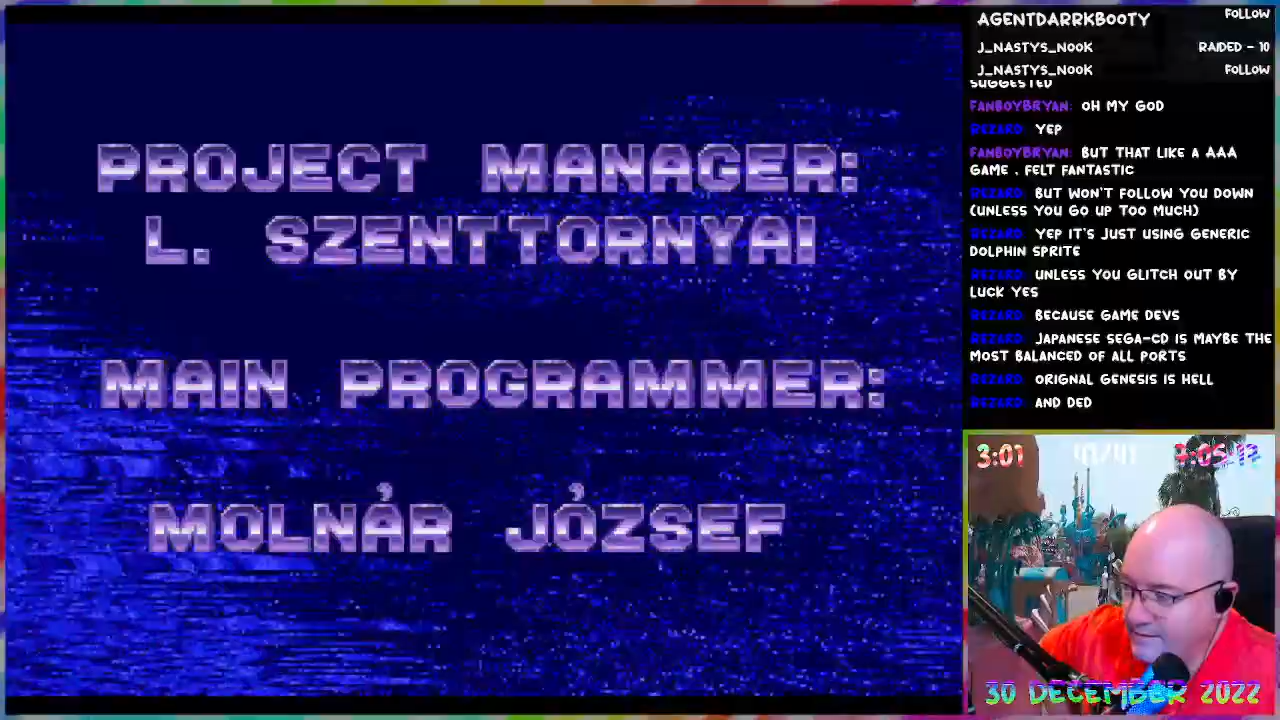 PROJECT MANAGER:
L. SZENTTORNYAI
MAIN PROGRAMMER:
MOLNÁR JÓZSEF
AGENTDARRKBOOTY FOLLOW
J_NASTYS_NOOK RAIDED - 10
J_NASTYS_NOOK FOLLOW
SUGGESTED
FANBOYBRYAN: OH MY GOD
REZARD: YEP
FANBOYBRYAN: BUT THAT LIKE A AAA
GAME . FELT FANTASTIC
REZARD: BUT WON'T FOLLOW YOU DOWN
(UNLESS YOU GO UP TOO MUCH)
REZARD: YEP IT'S JUST USING GENERIC
DOLPHIN SPRITE
REZARD: UNLESS YOU GLITCH OUT BY
LUCK YES
REZARD: BECAUSE GAME DEVS
REZARD: JAPANESE SEGA-CD IS MAYBE THE
MOST BALANCED OF ALL PORTS
REZARD: ORIGNAL GENESIS IS HELL
REZARD: AND DED
3:01
30 DECEMBER 2022